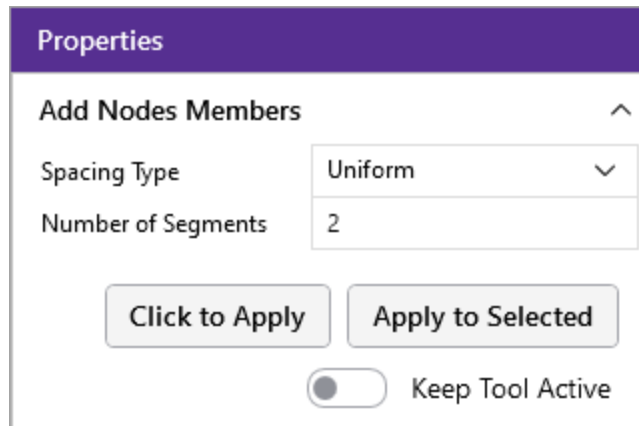 Properties
Add Nodes Members
Spacing Type Uniform
Number of Segments 2
Click to Apply Apply to Selected
Keep Tool Active